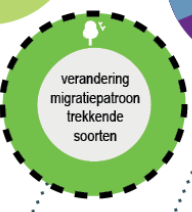 verandering
migratiepatroon
trekkende
soorten